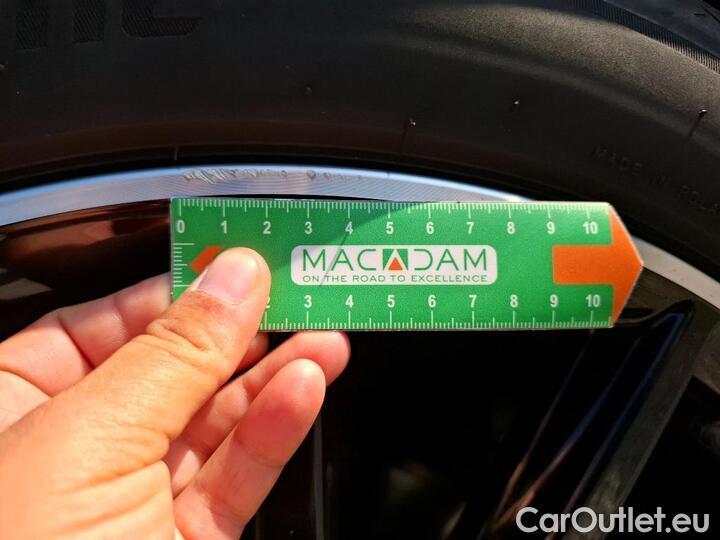 MADE IN POLA
0 1 2 3 4 5 6 7 8 9 10
MACADAM
ON THE ROAD TO EXCELLENCE
2 3 4 5 6 7 8 9 10
CarOutlet.eu